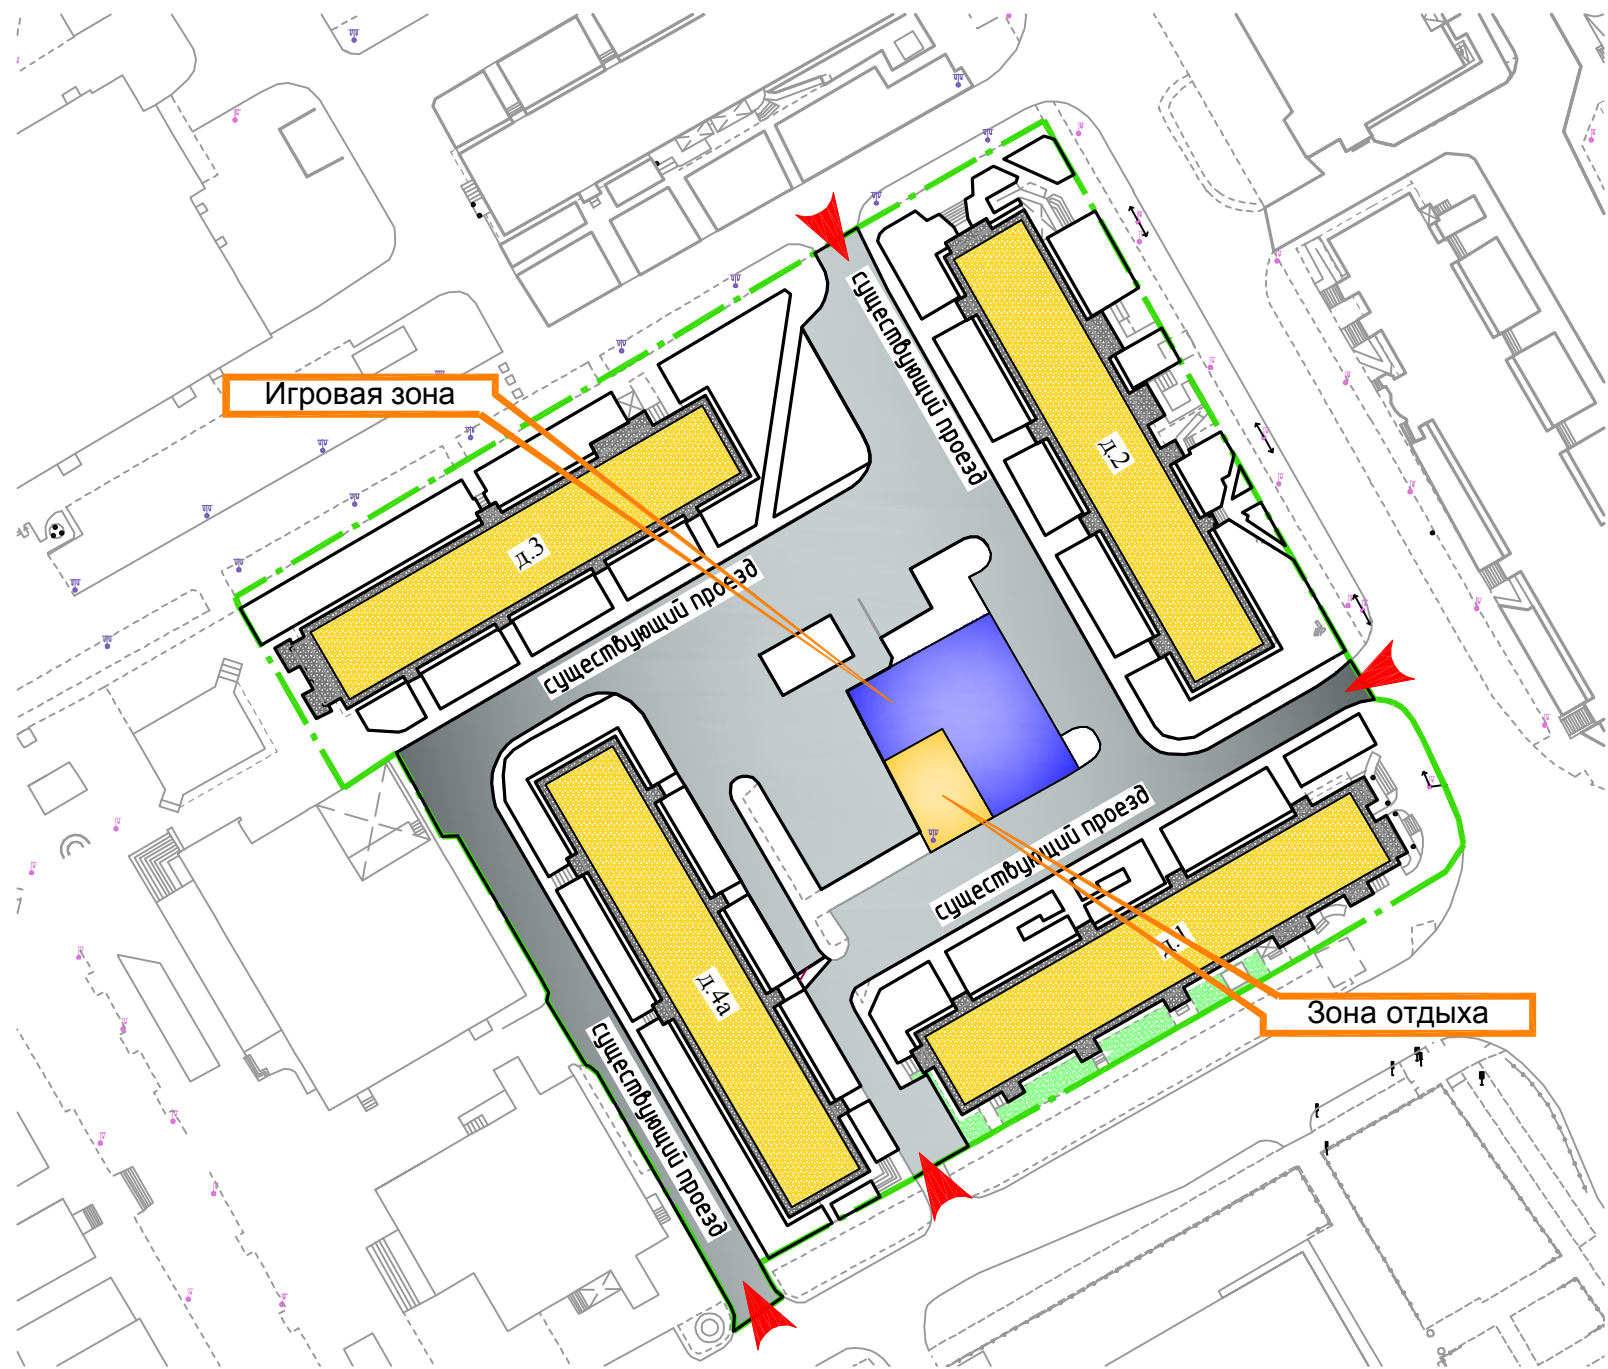 существующий проезд
Игровая зона
д.2
д.3
существующий проезд
существующий проезд
д.1
д.4а
Зона отдыха
существующий проезд